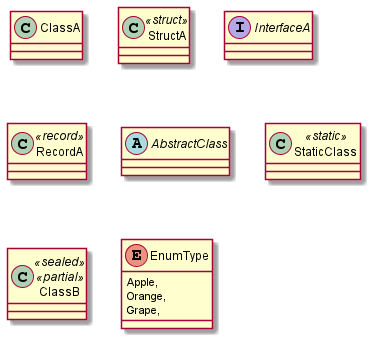 C ClassA
C «struct»
StructA
I InterfaceA
C «record»
RecordA
A AbstractClass
C «static»
StaticClass
C «sealed»
«partial»
ClassB
E EnumType
Apple,
Orange,
Grape,